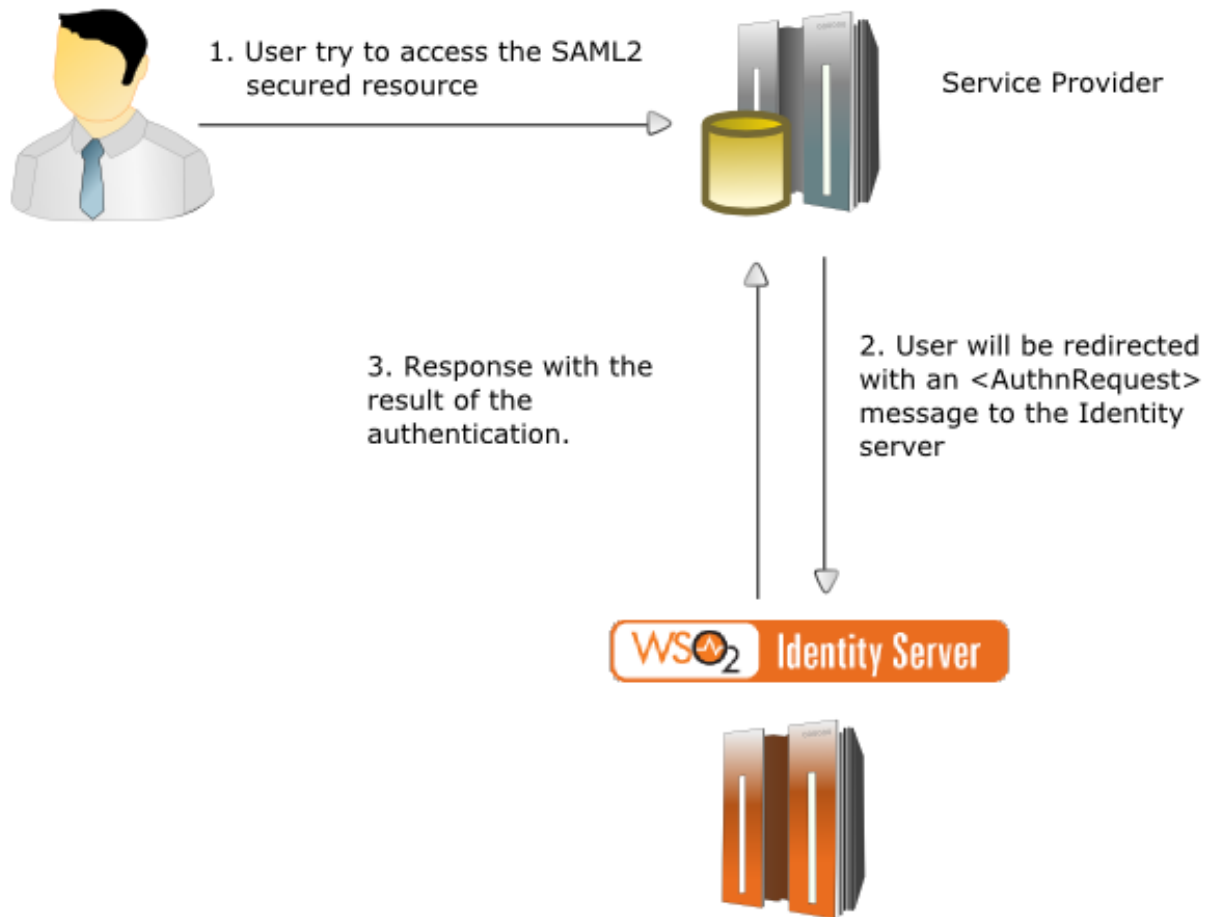 1. User try to access the SAML2
secured resource
Service Provider
3. Response with the
result of the
authentication.
2. User will be redirected
with an <AuthnRequest>
message to the Identity
server
WSO2 Identity Server